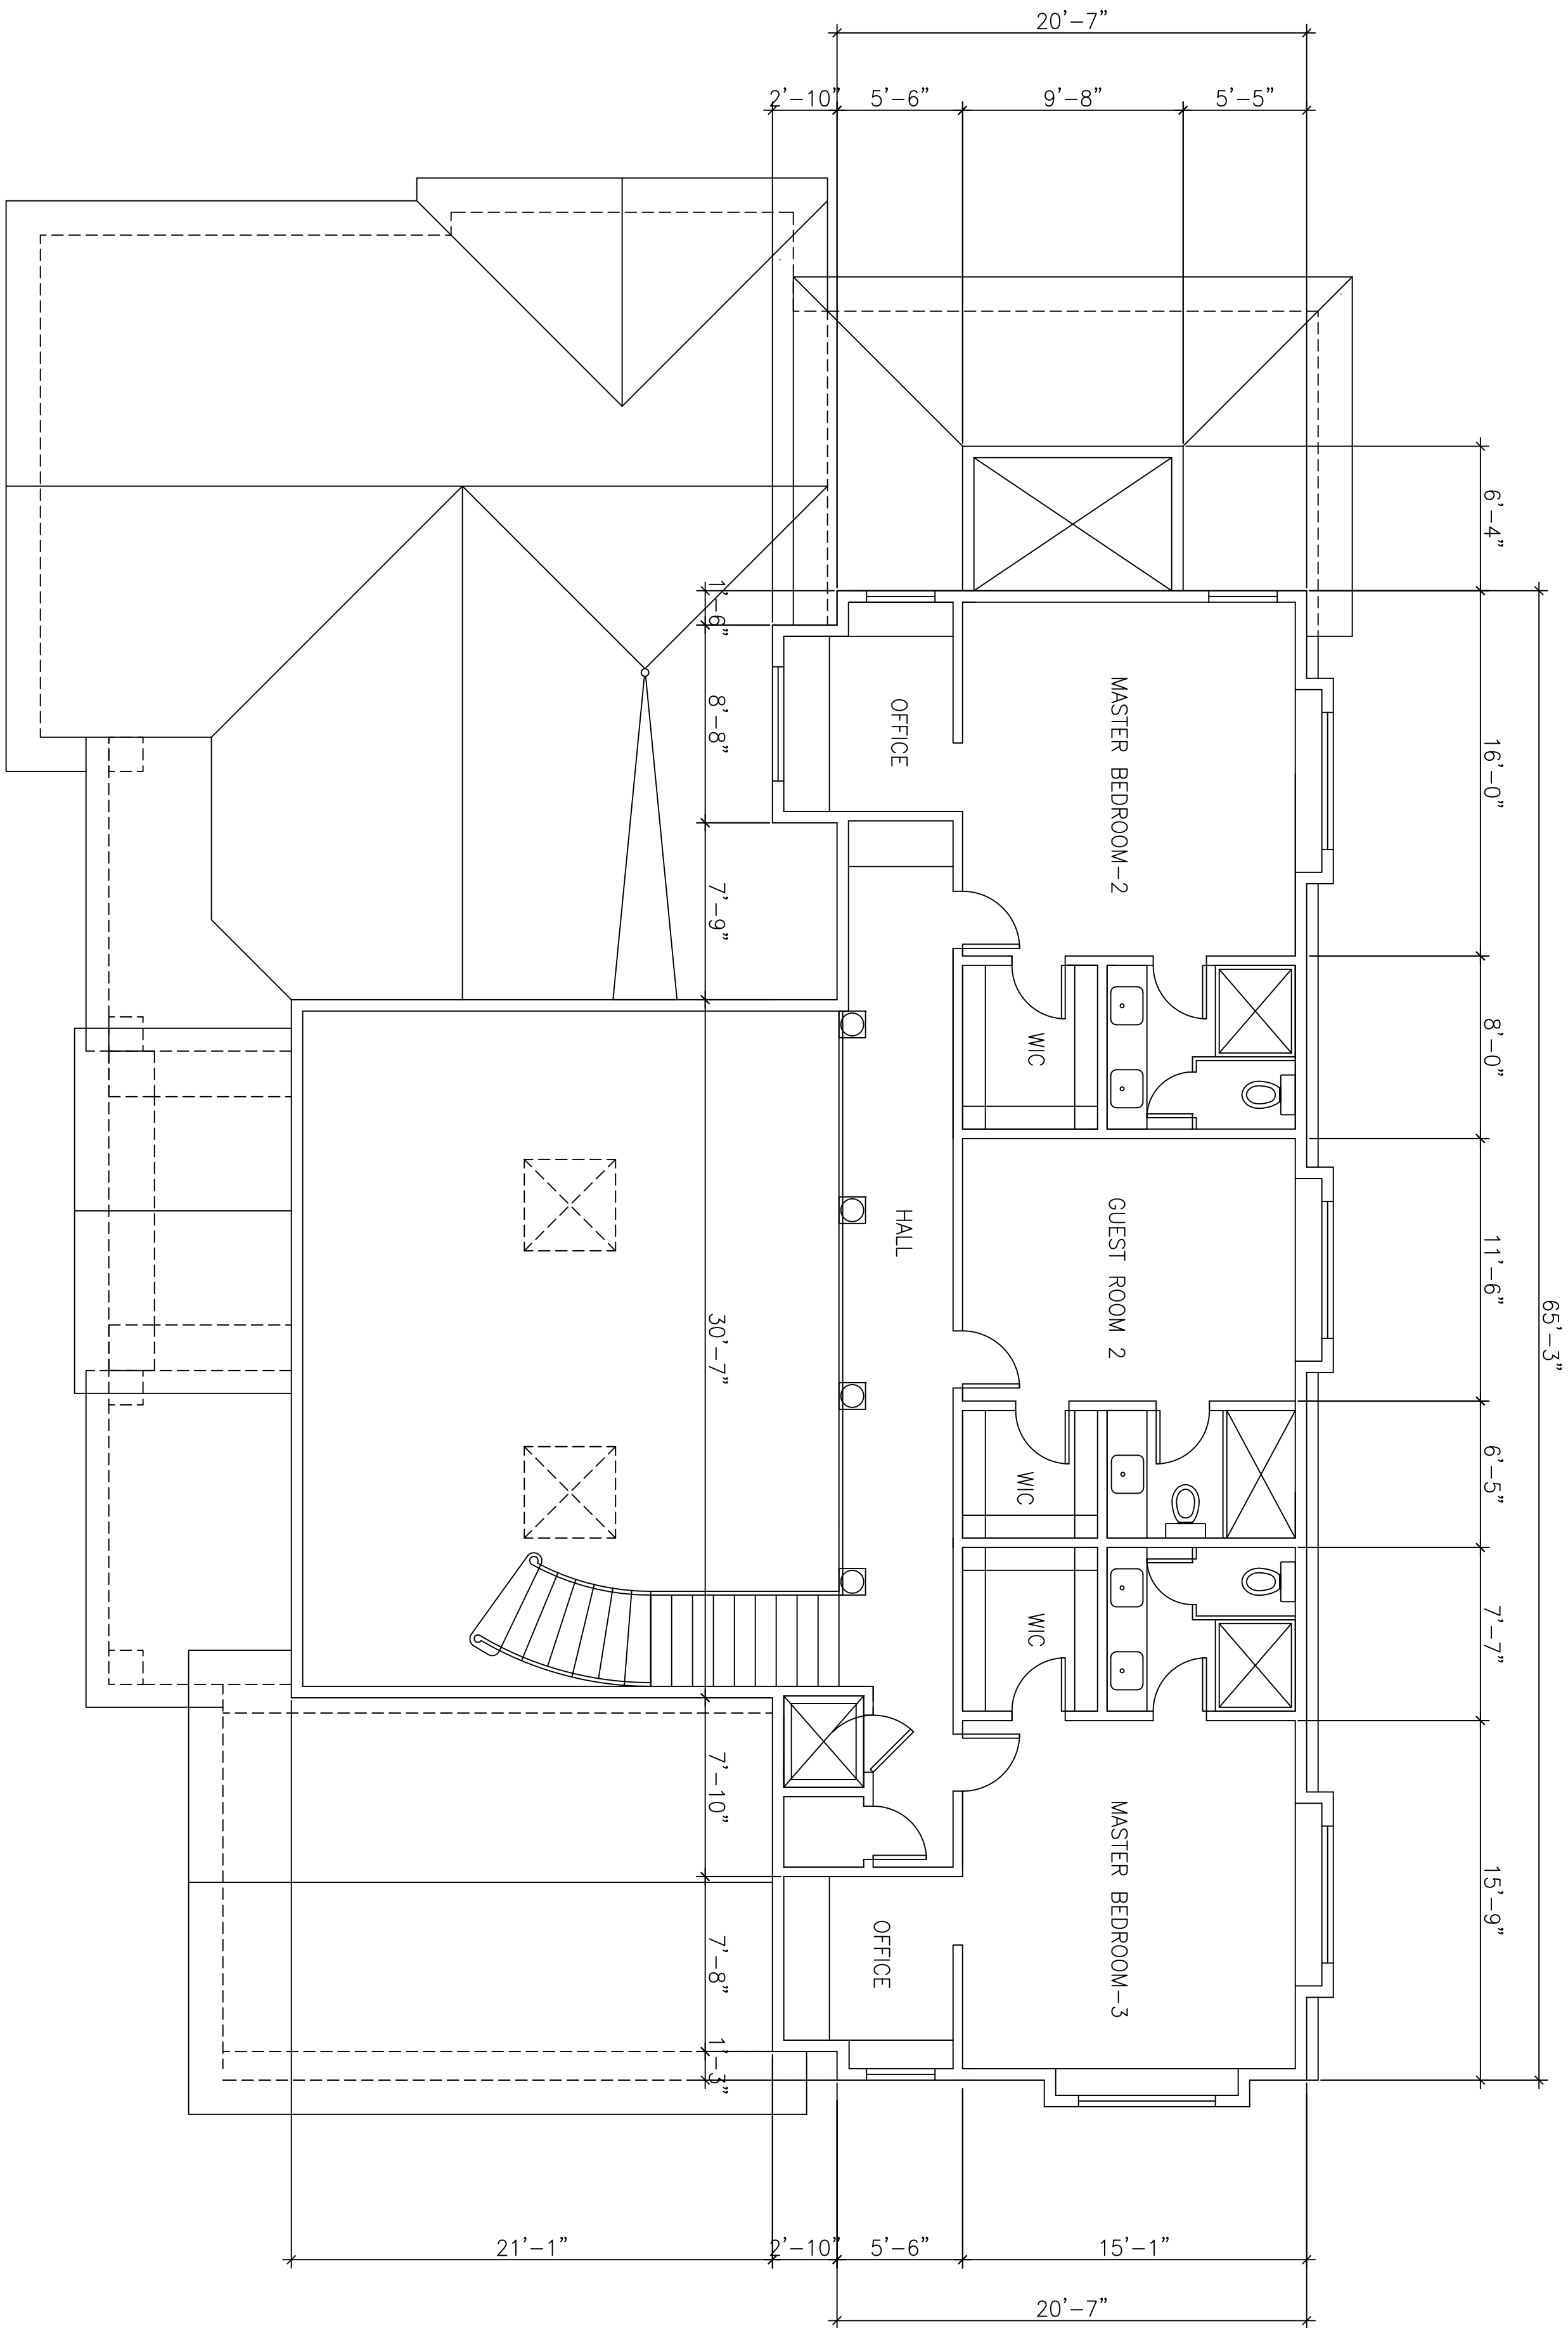 20'-7"
2'-10"
5'-6"
9'-8"
5'-5"
6'-4"
16'-0"
8'-0"
11'-6"
6'-5"
7'-7"
15'-9"
65'-3"
1'-6"
8'-8"
7'-9"
30'-7"
7'-10"
7'-8"
1'-3"
OFFICE
MASTER BEDROOM-2
WIC
HALL
GUEST ROOM 2
WIC
WIC
MASTER BEDROOM-3
OFFICE
21'-1"
2'-10"
5'-6"
15'-1"
20'-7"